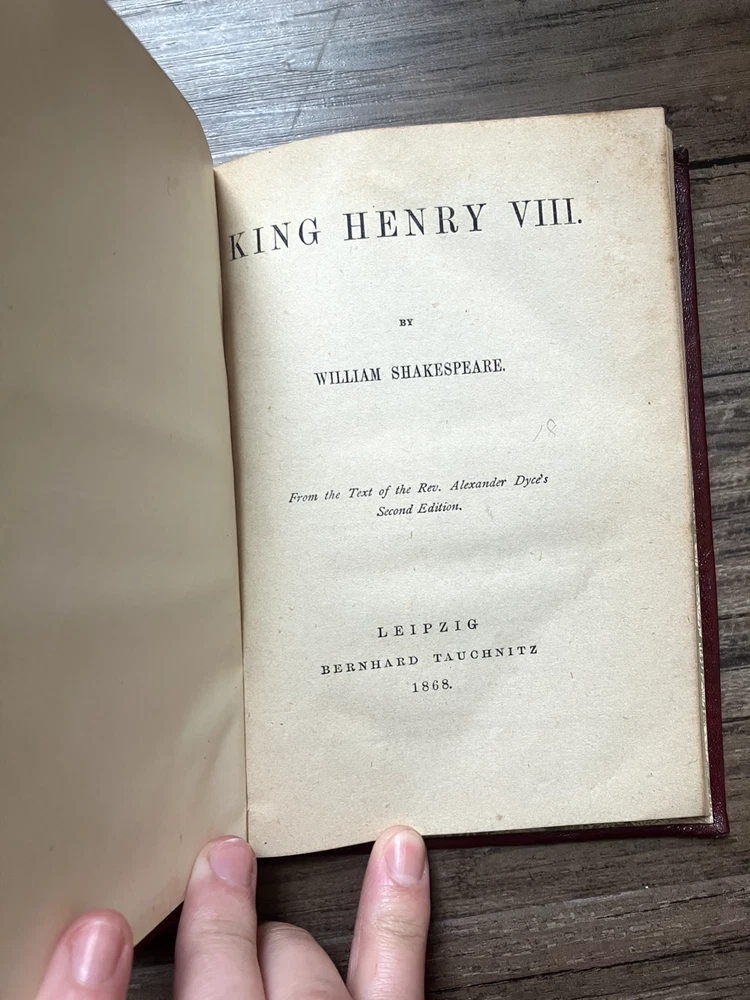 KING HENRY VIII.
BY
WILLIAM SHAKESPEARE.
From the Text of the Rev. Alexander Dyce's
Second Edition.
LEIPZIG
BERNHARD TAUCHNITZ
1868.